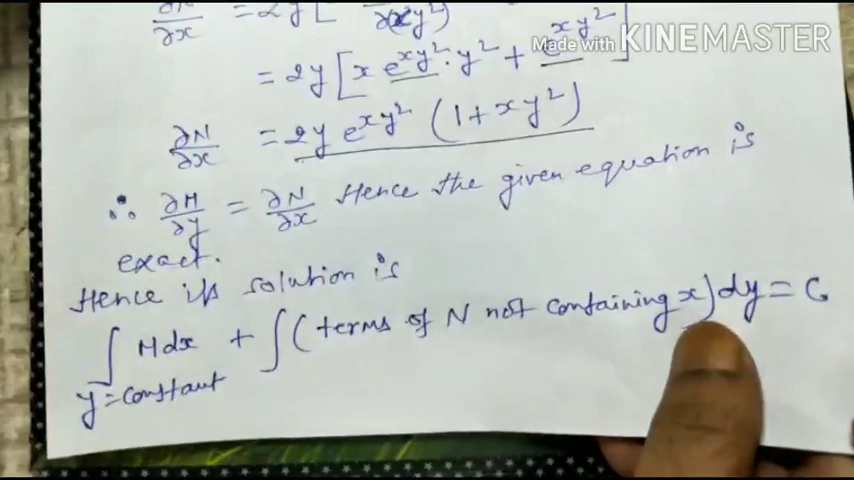 ∂N/∂x = 2y[ ∂(xy²)
Made with KINEMASTER
= 2y[x e^xy² · y² + e^xy²]
∂N/∂x = 2y e^xy² (1 + xy²)
∴ ∂M/∂y = ∂N/∂x Hence the given equation is
exact.
Hence its solution is
∫ Mdx + ∫(terms of N not containing x)dy = C
y = constant